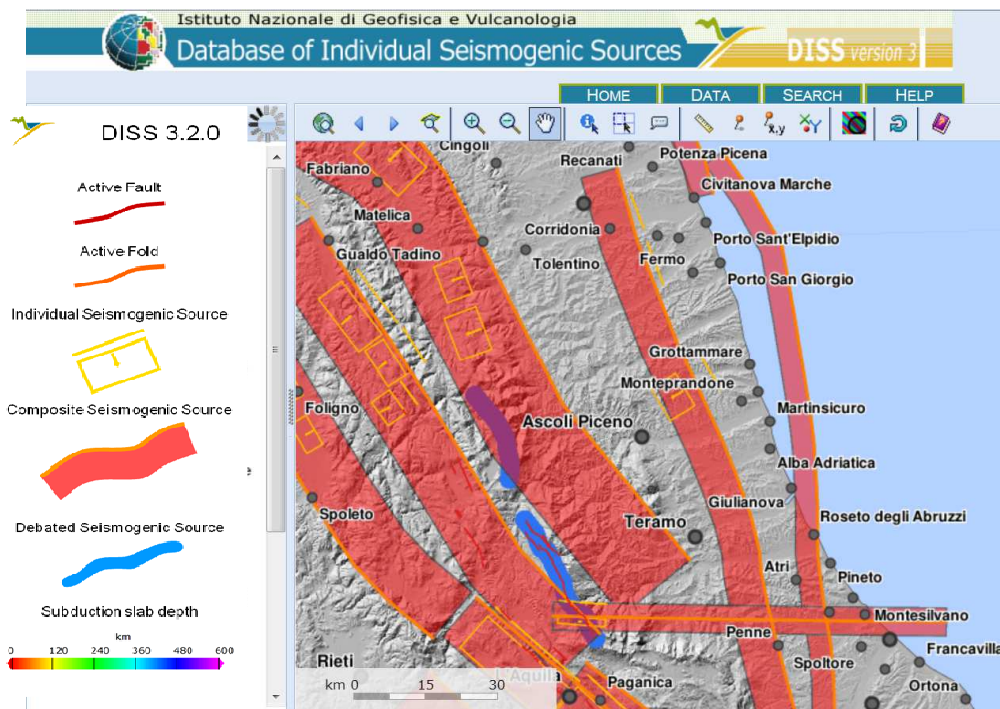 Istituto Nazionale di Geofisica e Vulcanologia
Database of Individual Seismogenic Sources
DISS version 3
HOME DATA SEARCH HELP
DISS 3.2.0
Active Fault
Active Fold
Individual Seismogenic Source
Composite Seismogenic Source
Debated Seismogenic Source
Subduction slab depth
km
0 120 240 360 480 600
x,y
Cingoli
Recanati
Potenza Picena
Fabriano
Civitanova Marche
Matelica
Corridonia
Porto Sant'Elpidio
Gualdo Tadino
Tolentino
Fermo
Porto San Giorgio
Grottammare
Monteprandone
Foligno
Martinsicuro
Ascoli Piceno
Alba Adriatica
Giulianova
Spoleto
Roseto degli Abruzzi
Teramo
Atri
Pineto
Montesilvano
Penne
Francavilla
Rieti
Spoltore
L'Aquila
Paganica
Ortona
km 0 15 30